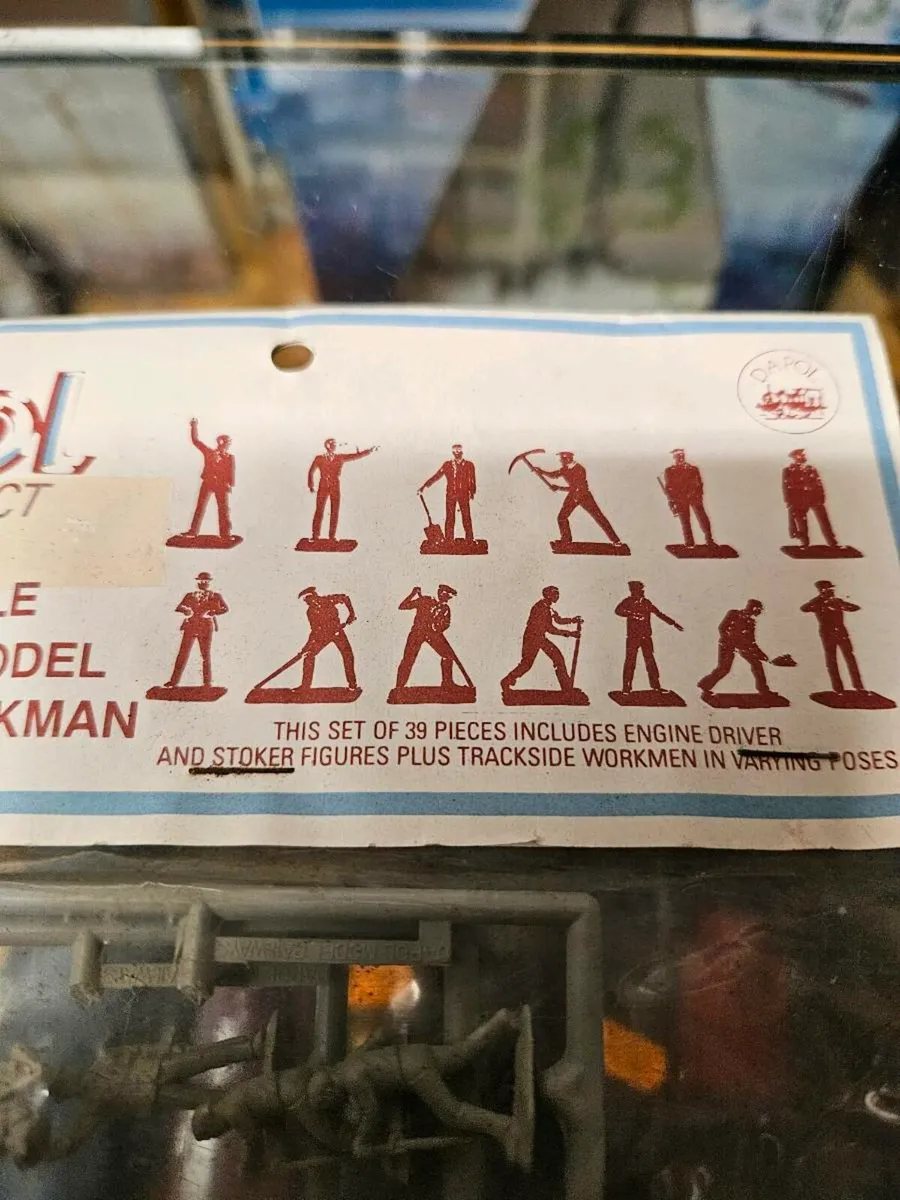 OL
CT
LE
ODEL
KMAN
DAPOL
THIS SET OF 39 PIECES INCLUDES ENGINE DRIVER
AND STOKER FIGURES PLUS TRACKSIDE WORKMEN IN VARYING POSES